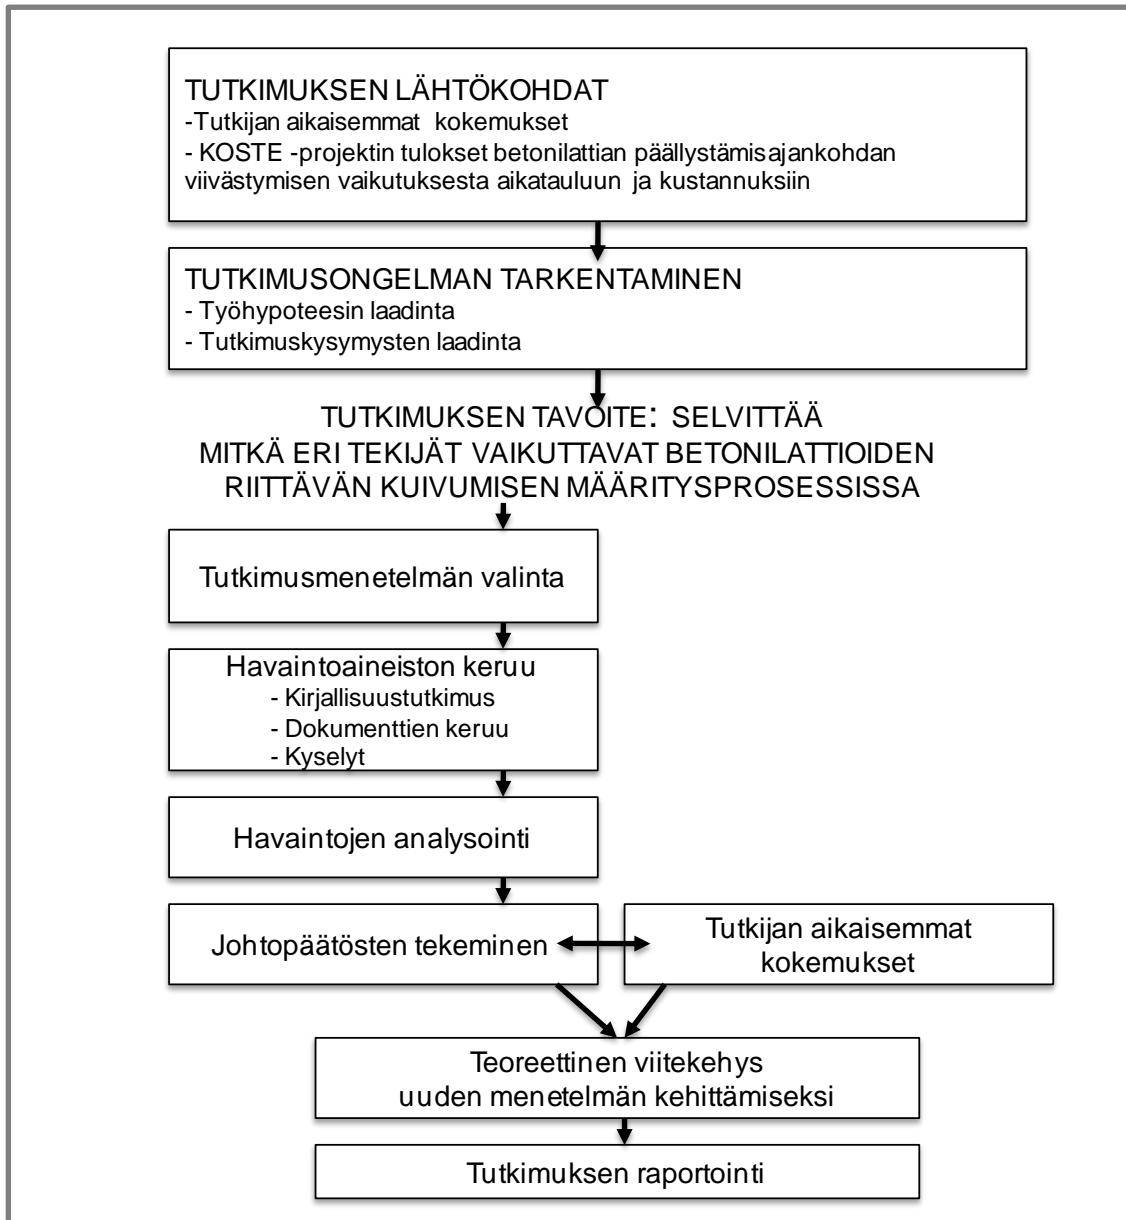 TUTKIMUKSEN LÄHTÖKOHDAT
-Tutkijan aikaisemmat kokemukset
- KOSTE -projektin tulokset betonilattian päällystämisajankohdan
viivästymisen vaikutuksesta aikatauluun ja kustannuksiin
TUTKIMUSONGELMAN TARKENTAMINEN
- Työhypoteesin laadinta
- Tutkimuskysymysten laadinta
TUTKIMUKSEN TAVOITE: SELVITTÄÄ
MITKÄ ERI TEKIJÄT VAIKUTTAVAT BETONILATTIOIDEN
RIITTÄVÄN KUIVUMISEN MÄÄRITYSPROSESSISSA
Tutkimusmenetelmän valinta
Havaintoaineiston keruu
- Kirjallisuustutkimus
- Dokumenttien keruu
- Kyselyt
Havaintojen analysointi
Johtopäätösten tekeminen
Tutkijan aikaisemmat
kokemukset
Teoreettinen viitekehys
uuden menetelmän kehittämiseksi
Tutkimuksen raportointi